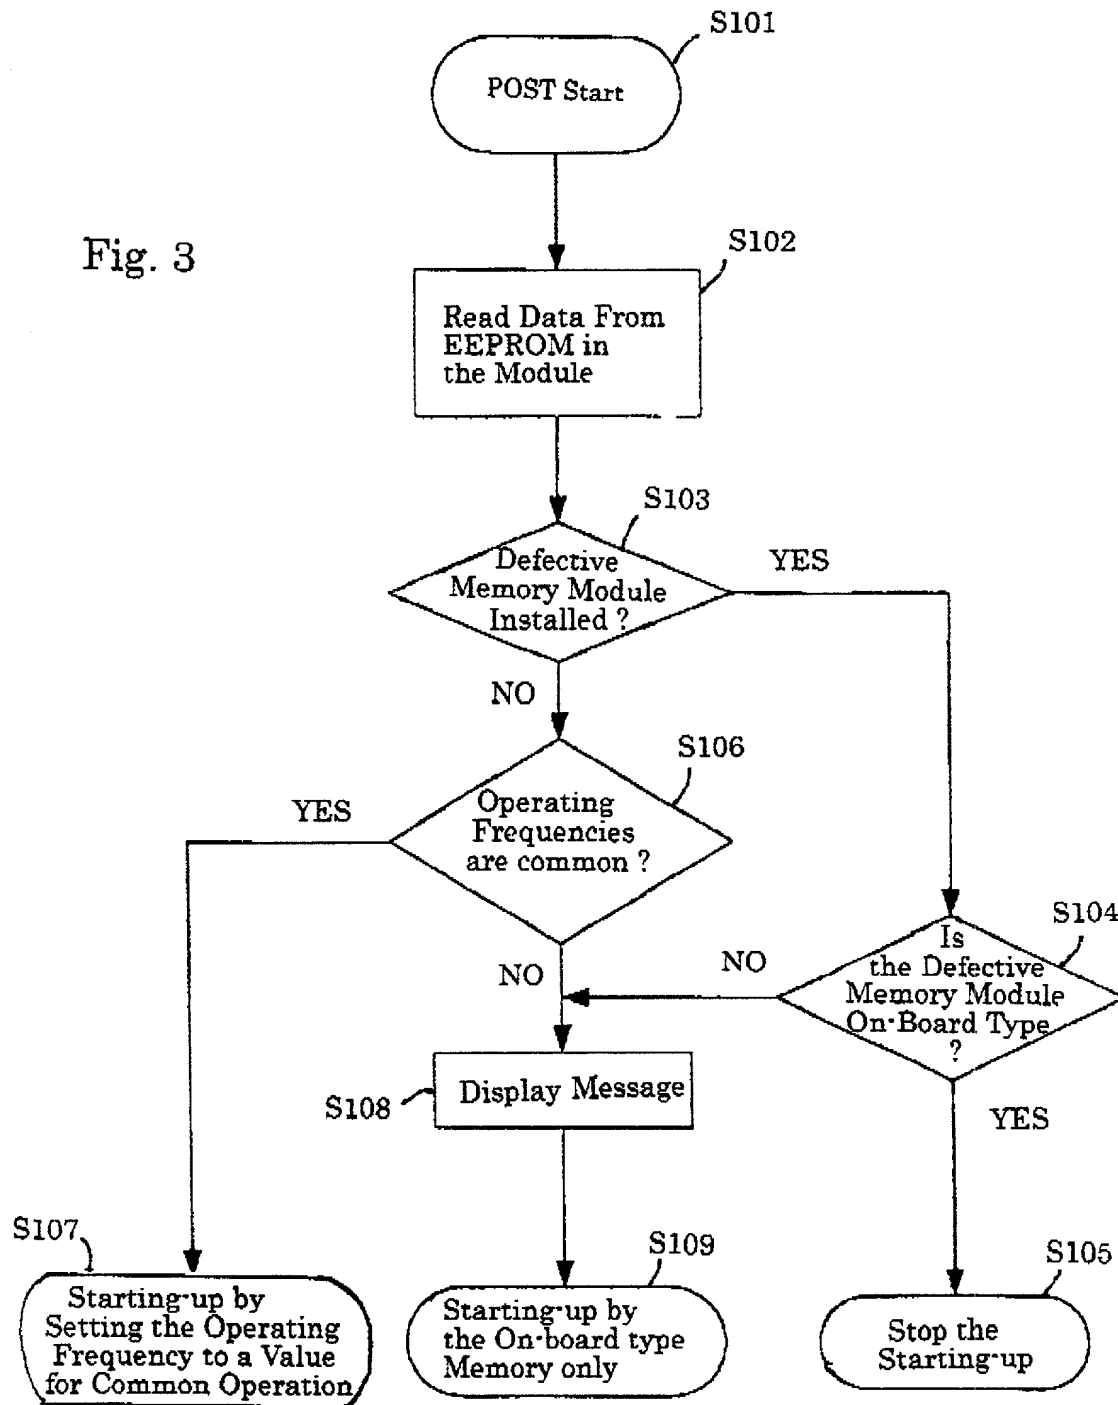 S101
POST Start
Fig. 3
S102
Read Data From
EEPROM in
the Module
S103
Defective
Memory Module
Installed ?
YES
NO
S106
Operating
Frequencies
are common ?
YES
NO
S104
Is
the Defective
Memory Module
On-Board Type
?
NO
YES
S108
Display Message
S107
Starting-up by
Setting the Operating
Frequency to a Value
for Common Operation
S109
Starting-up by
the On-board type
Memory only
S105
Stop the
Starting-up